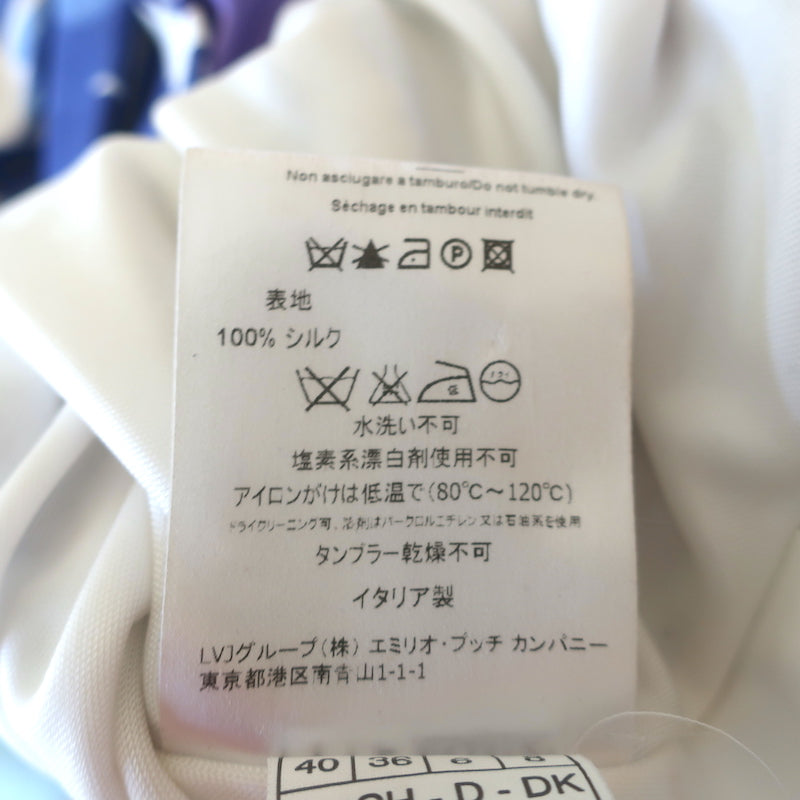 Non asciugare a tamburo/Do not tumble dry.
Sèchage en tambour interdit
P
表地
100% シルク
水洗い不可
塩素系漂白剤使用不可
アイロンがけは低温で(80℃～120℃)
ドライクリーニング可、溶剤はパークロルエチレン又は石油系を使用
タンブラー乾燥不可
イタリア製
LVJグループ(株) エミリオ・プッチ カンパニー
東京都港区南青山1-1-1
40 36 6 8
CH - D - DK